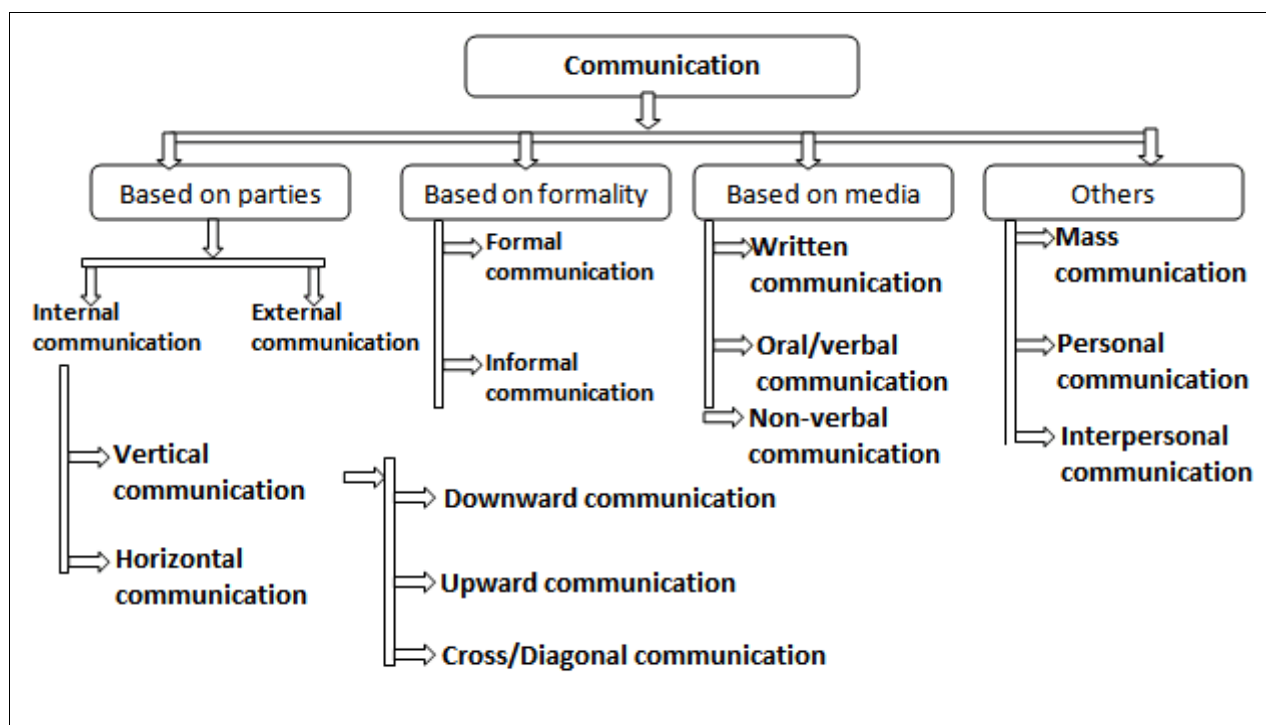 Communication
Based on parties
Based on formality
Based on media
Others
Internal
communication
External
communication
Vertical
communication
Horizontal
communication
Downward communication
Upward communication
Cross/Diagonal communication
Formal
communication
Informal
communication
Written
communication
Oral/verbal
communication
Non-verbal
communication
Mass
communication
Personal
communication
Interpersonal
communication